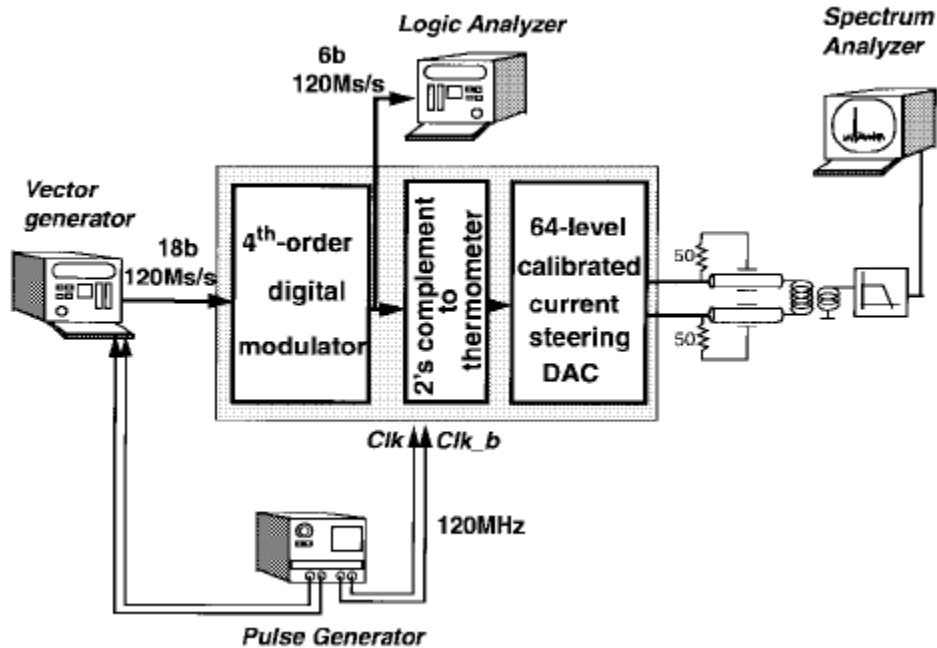 Logic Analyzer
Spectrum
Analyzer
6b
120Ms/s
Vector
generator
18b
120Ms/s
4th-order
digital
modulator
2's complement
to
thermometer
64-level
calibrated
current
steering
DAC
50
50
Clk
Clk_b
120MHz
Pulse Generator